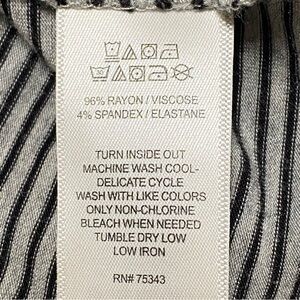 96% RAYON / VISCOSE
4% SPANDEX / ELASTANE
TURN INSIDE OUT
MACHINE WASH COOL-
DELICATE CYCLE
WASH WITH LIKE COLORS
ONLY NON-CHLORINE
BLEACH WHEN NEEDED
TUMBLE DRY LOW
LOW IRON
RN# 75343